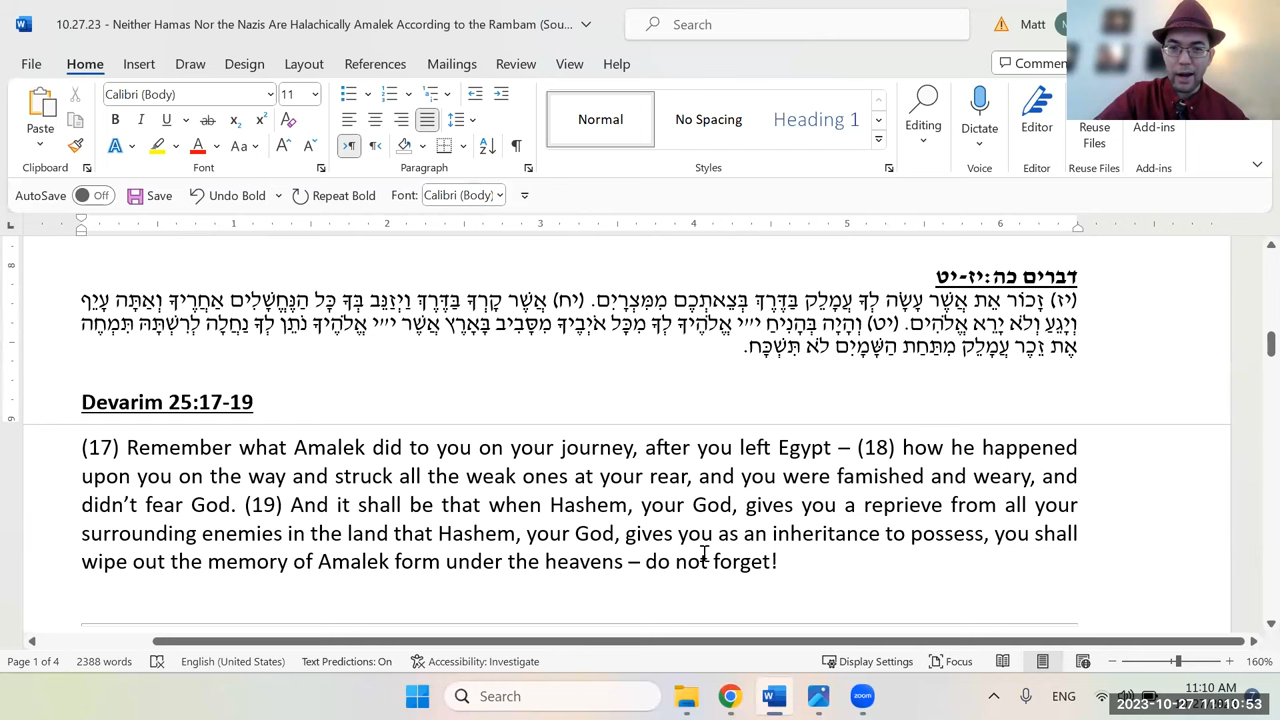 10.27.23 - Neither Hamas Nor the Nazis Are Halachically Amalek According to the Rambam (Sou...
Search
Matt
File Home Insert Draw Design Layout References Mailings Review View Help
Commen
Calibri (Body) 11
Paste
Normal
No Spacing
Heading 1
Editing
Dictate
Editor
Reuse Files
Add-ins
Clipboard Font Paragraph Styles Voice Editor Reuse Files Add-ins
AutoSave Off Save Undo Bold Repeat Bold Font: Calibri (Body)
1 2 3 4 5 6
8
דברים כה:יז-יט
(יז) זָכוֹר אֵת אֲשֶׁר עָשָׂה לְךָ עֲמָלֵק בַּדֶּרֶךְ בְּצֵאתְכֶם מִמִּצְרָיִם. (יח) אֲשֶׁר קָרְךָ בַּדֶּרֶךְ וַיְזַנֵּב בְּךָ כָּל הַנֶּחֱשָׁלִים אַחֲרֶיךָ וְאַתָּה עָיֵף
וְיָגֵעַ וְלֹא יָרֵא אֱלֹהִים. (יט) וְהָיָה בְּהָנִיחַ י״י אֱלֹהֶיךָ לְךָ מִכָּל אֹיְבֶיךָ מִסָּבִיב בָּאָרֶץ אֲשֶׁר י״י אֱלֹהֶיךָ נֹתֵן לְךָ נַחֲלָה לְרִשְׁתָּהּ תִּמְחֶה
אֶת זֵכֶר עֲמָלֵק מִתַּחַת הַשָּׁמָיִם לֹא תִּשְׁכָּח.
Devarim 25:17-19
9
(17) Remember what Amalek did to you on your journey, after you left Egypt – (18) how he happened
upon you on the way and struck all the weak ones at your rear, and you were famished and weary, and
didn’t fear God. (19) And it shall be that when Hashem, your God, gives you a reprieve from all your
surrounding enemies in the land that Hashem, your God, gives you as an inheritance to possess, you shall
wipe out the memory of Amalek form under the heavens – do not forget!
Page 1 of 4 2388 words English (United States) Text Predictions: On Accessibility: Investigate Display Settings Focus 160%
Search
zoom
ENG
11:10 AM
2023-10-27 11:10:53